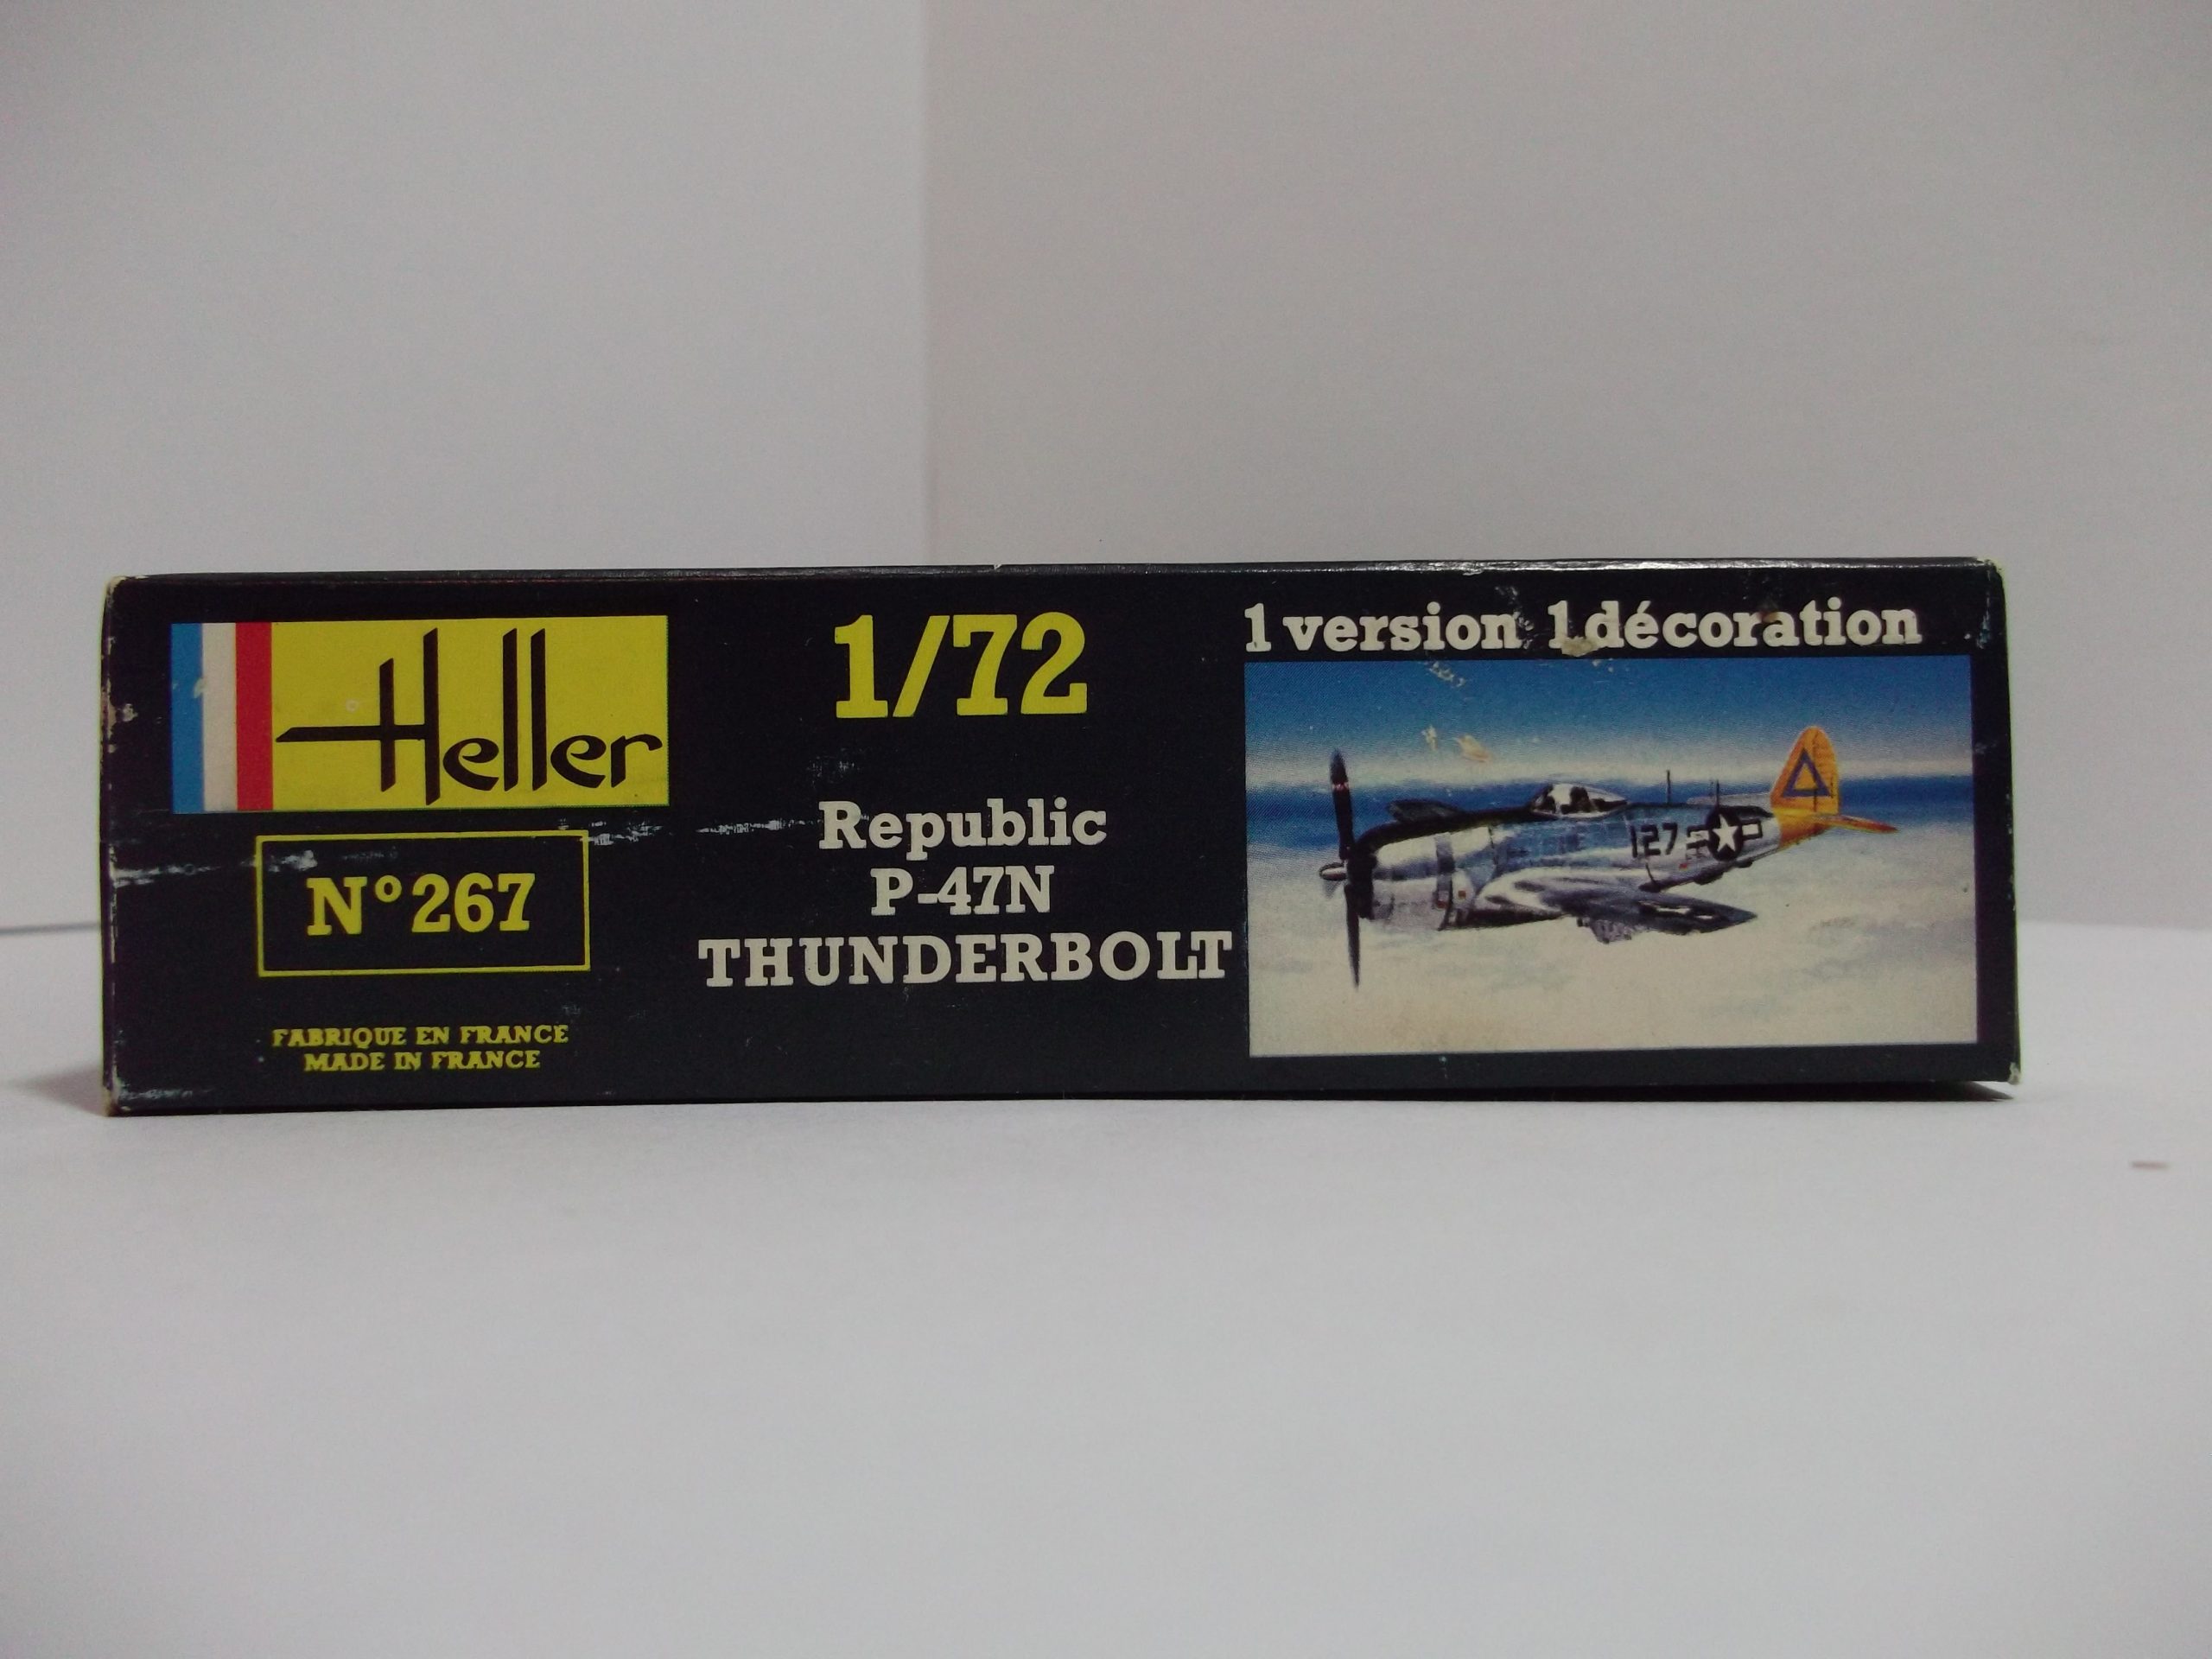 Heller
N° 267
FABRIQUE EN FRANCE
MADE IN FRANCE
1/72
Republic
P-47N
THUNDERBOLT
1 version 1 décoration
127